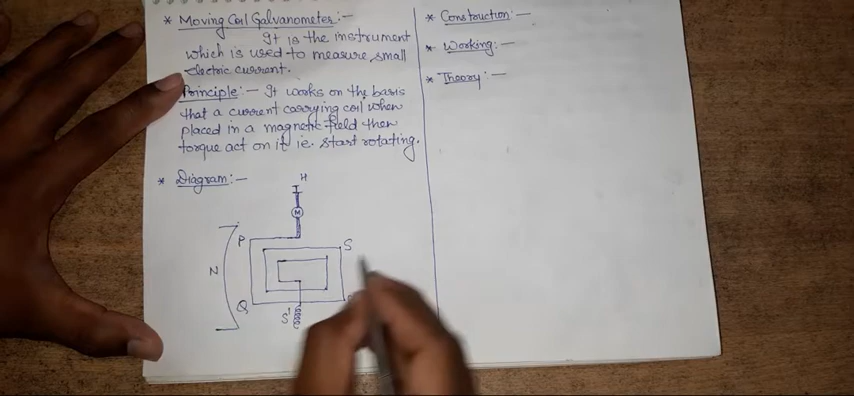 * Moving Coil Galvanometer:-
It is the instrument
which is used to measure, small
electric current.
Principle:- It works on the basis
that a current carrying coil when
placed in a magnetic field then
torque act on it ie. start rotating.
* Diagram:-
H
M
P
S
N
Q
S'
* Construction:-
* Working:-
* Theory:-